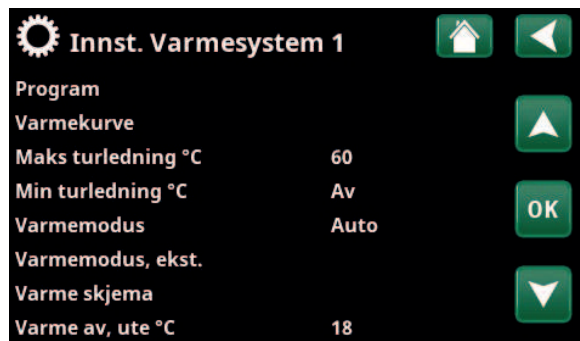 Innst. Varmesystem 1
Program
Varmekurve
Maks turledning °C 60
Min turledning °C Av
Varmemodus Auto
OK
Varmemodus, ekst.
Varme skjema
Varme av, ute °C 18